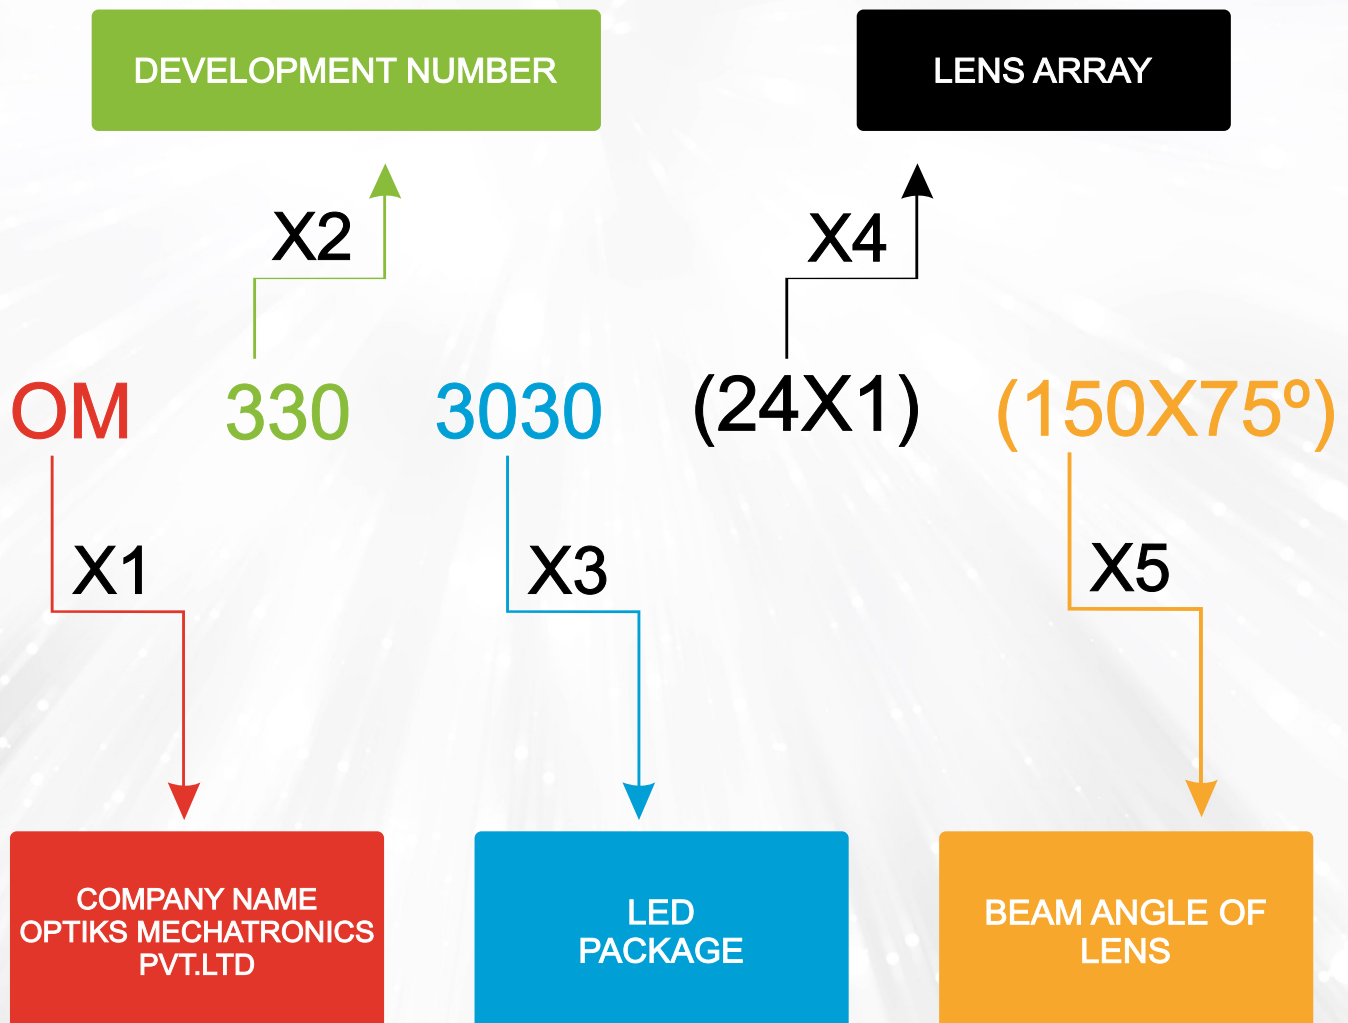 DEVELOPMENT NUMBER
LENS ARRAY
X2
X4
OM 330 3030 (24X1) (150X75º)
X1
X3
X5
COMPANY NAME
OPTIKS MECHATRONICS
PVT.LTD
LED
PACKAGE
BEAM ANGLE OF
LENS